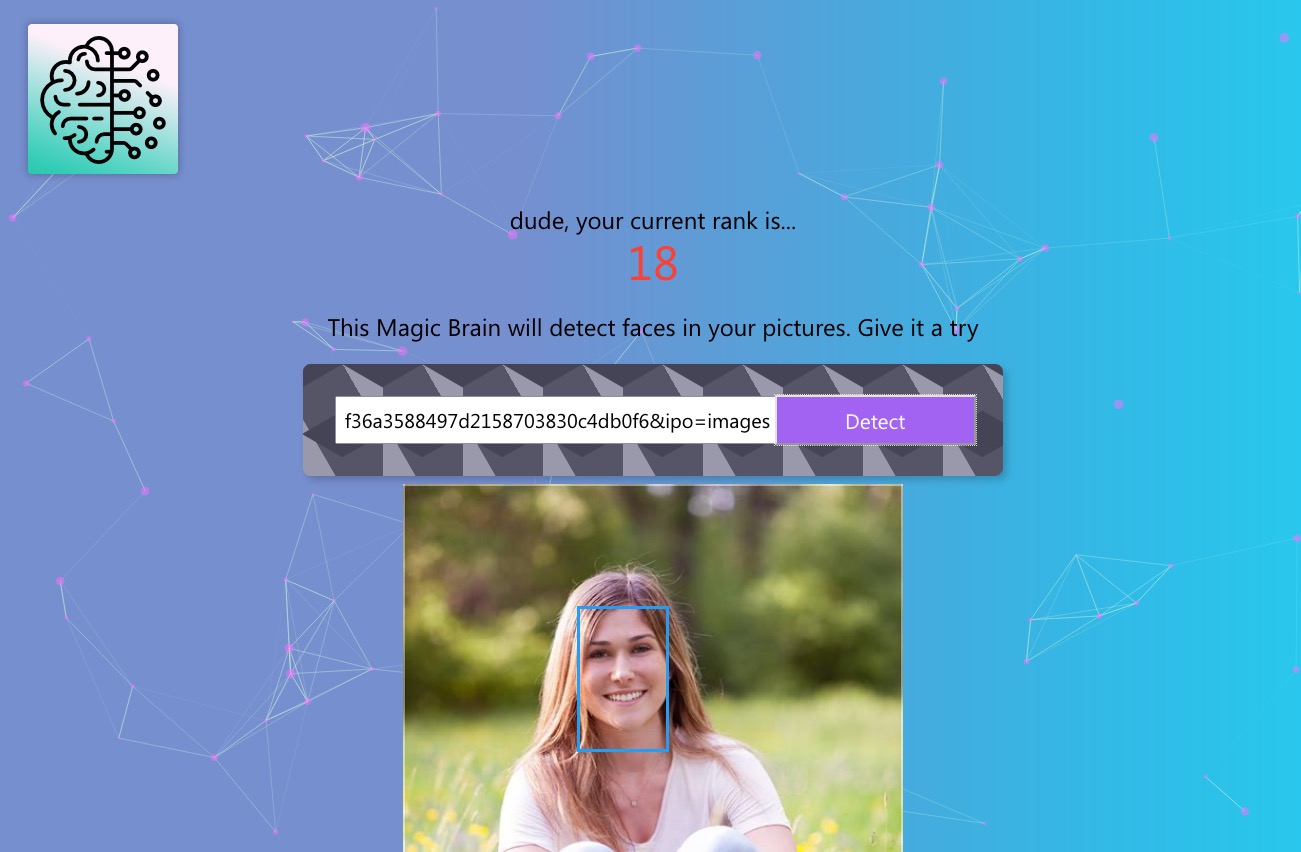 dude, your current rank is...
18
This Magic Brain will detect faces in your pictures. Give it a try
f36a3588497d2158703830c4db0f6&ipo=images
Detect